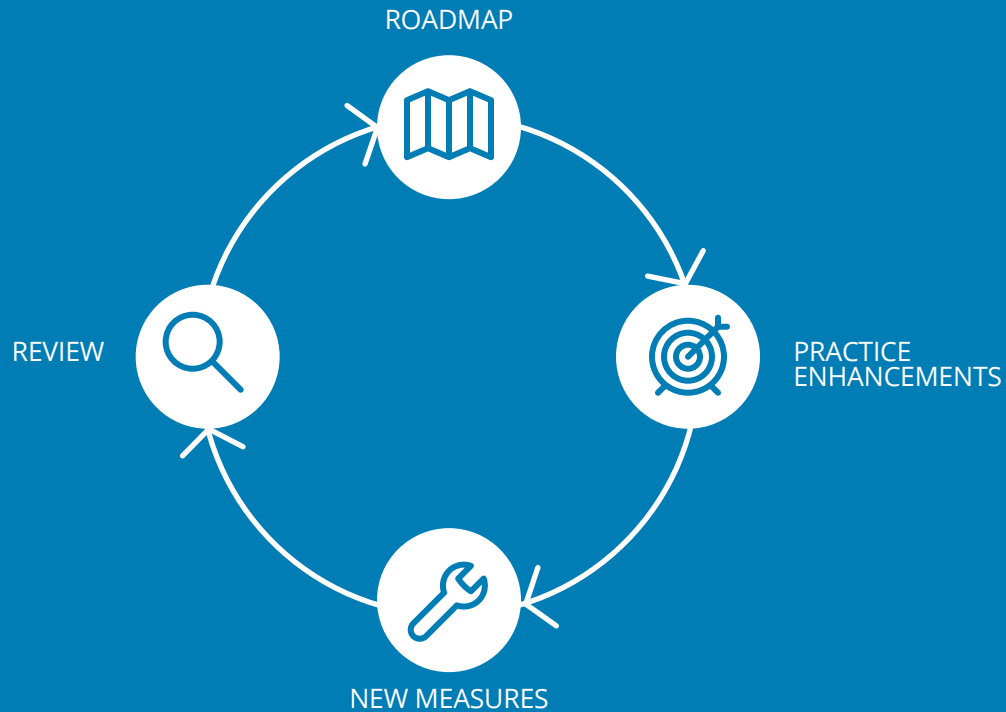 ROADMAP
REVIEW
PRACTICE
ENHANCEMENTS
NEW MEASURES